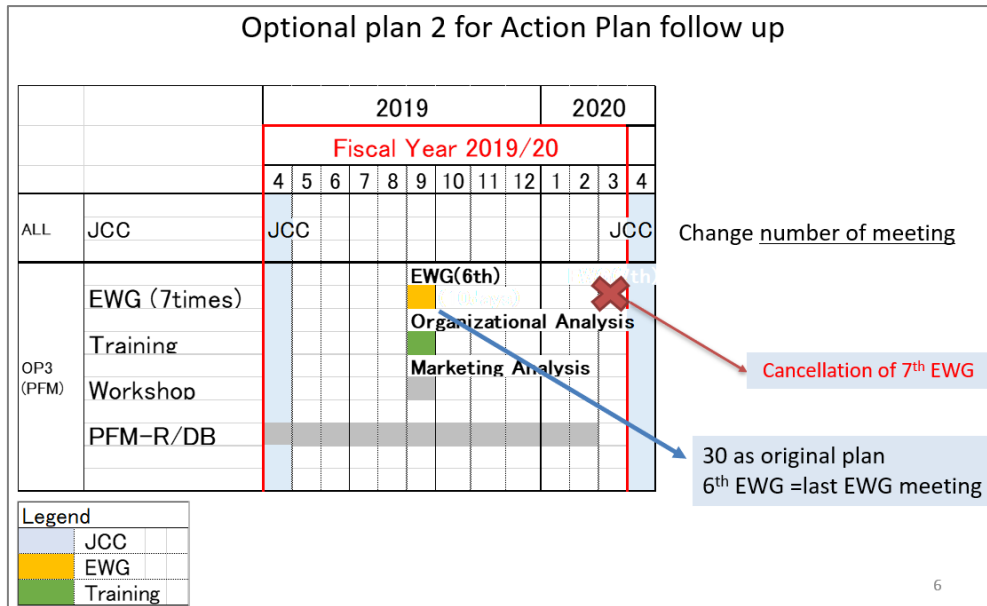 Optional plan 2 for Action Plan follow up
2019 2020
Fiscal Year 2019/20
4 5 6 7 8 9 10 11 12 1 2 3 4
ALL JCC JCC JCC
Change number of meeting
EWG(6th)
EWG (7times)
Organizational Analysis
Training
Marketing Analysis
OP3
(PFM)
Workshop
Cancellation of 7th EWG
PFM-R/DB
30 as original plan
6th EWG =last EWG meeting
Legend
JCC
EWG
Training
6